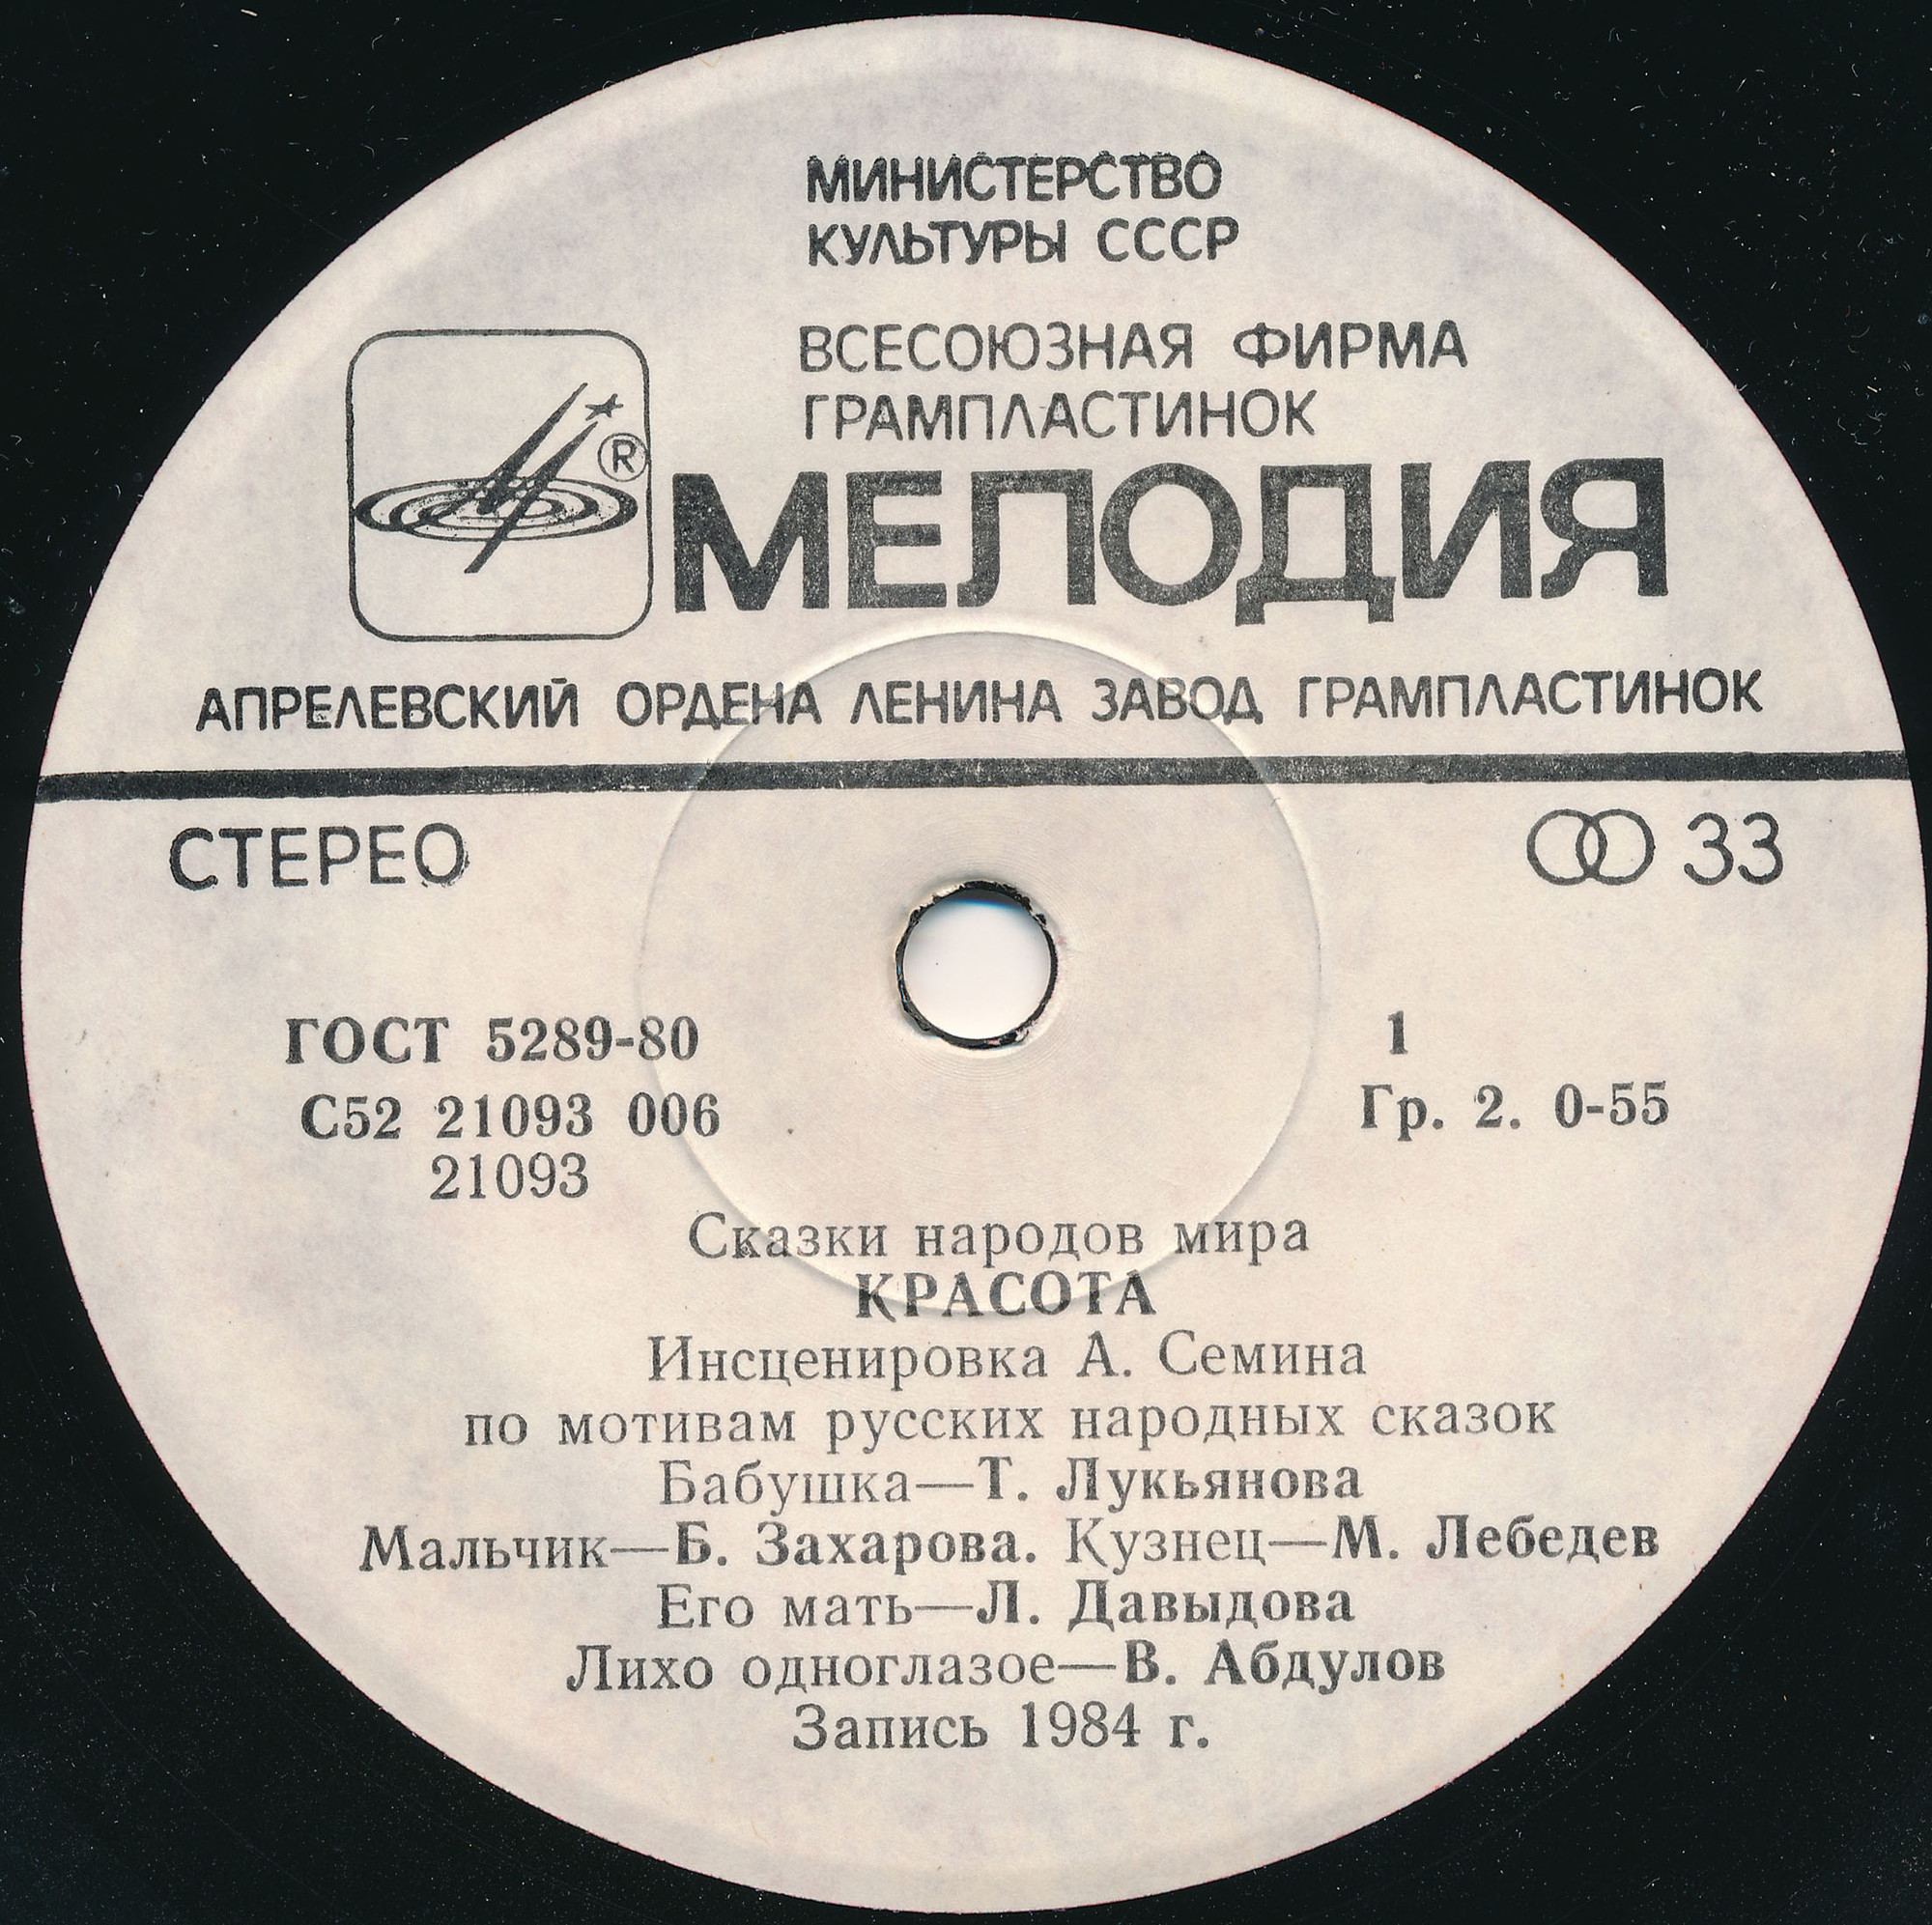 МИНИСТЕРСТВО
КУЛЬТУРЫ СССР
ВСЕСОЮЗНАЯ ФИРМА
ГРАМПЛАСТИНОК
®
МЕЛОДИЯ
АПРЕЛЕВСКИЙ ОРДЕНА ЛЕНИНА ЗАВОД ГРАМПЛАСТИНОК
СТЕРЕО
33
ГОСТ 5289-80
1
С52 21093 006
Гр. 2. 0-55
21093
Сказки народов мира
КРАСОТА
Инсценировка А. Семина
по мотивам русских народных сказок
Бабушка—Т. Лукьянова
Мальчик—Б. Захарова. Кузнец—М. Лебедев
Его мать—Л. Давыдова
Лихо одноглазое—В. Абдулов
Запись 1984 г.